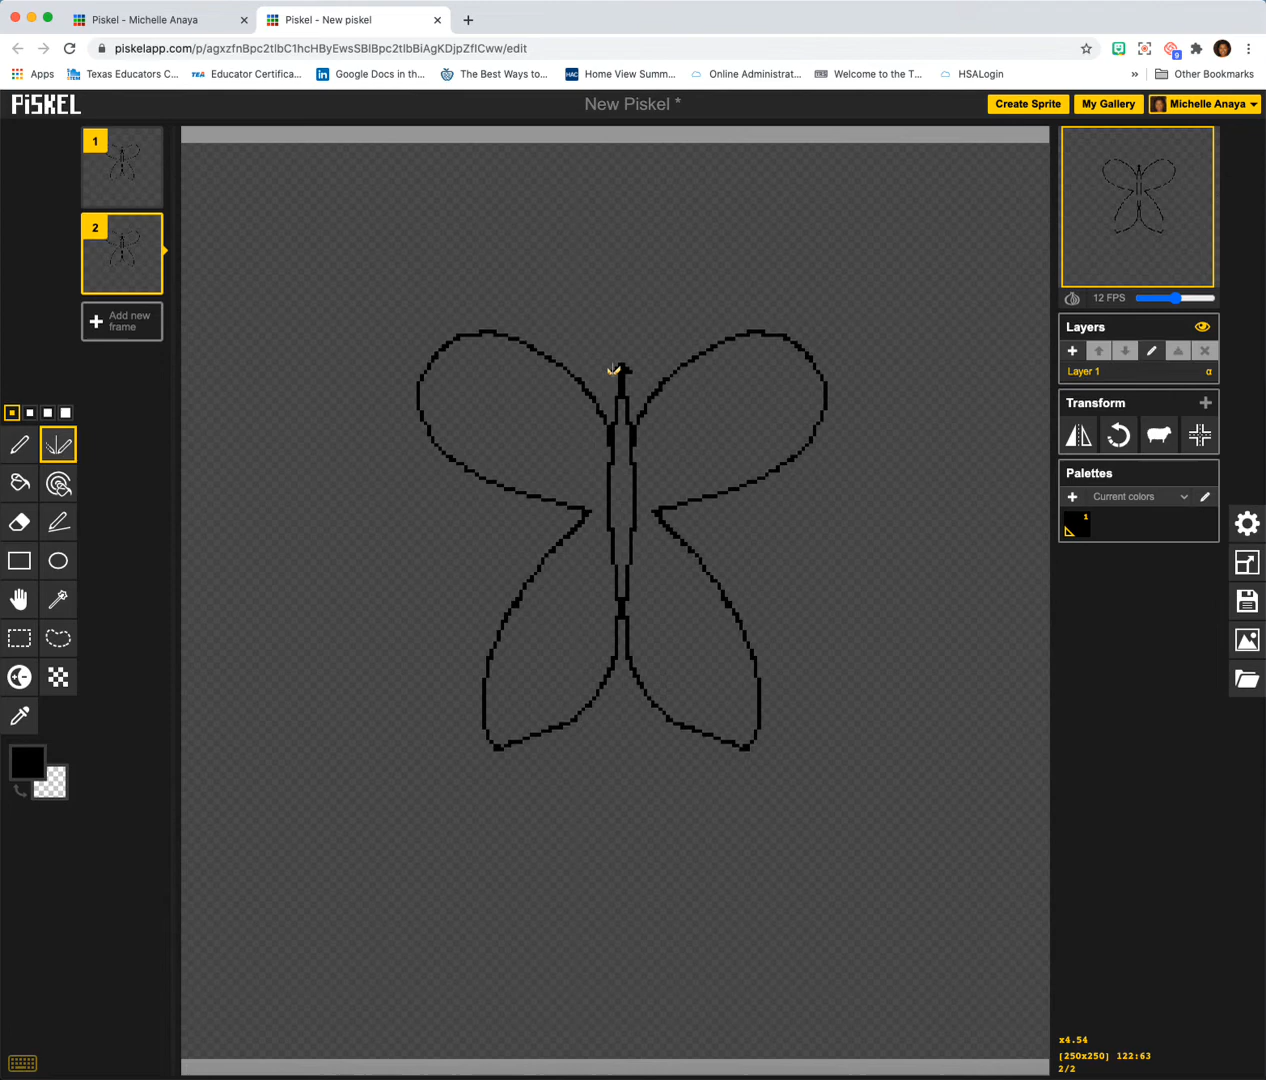 Piskel - Michelle Anaya
Piskel - New piskel
piskelapp.com/p/agxzfnBpc2tlbC1hcHByEwsSBlBpc2tlbBiAgKDjpZflCww/edit
Apps
Texas Educators C...
TEA Educator Certifica...
Google Docs in th...
The Best Ways to...
HAC Home View Summ...
Online Administrat...
Welcome to the T...
HSALogin
»
Other Bookmarks
9
PiSKEL
New Piskel *
Create Sprite
My Gallery
Michelle Anaya
1
2
Add new
frame
12 FPS
Layers
Layer 1
α
Transform
Palettes
Current colors
1
x4.54
[250x250] 122:63
2/2